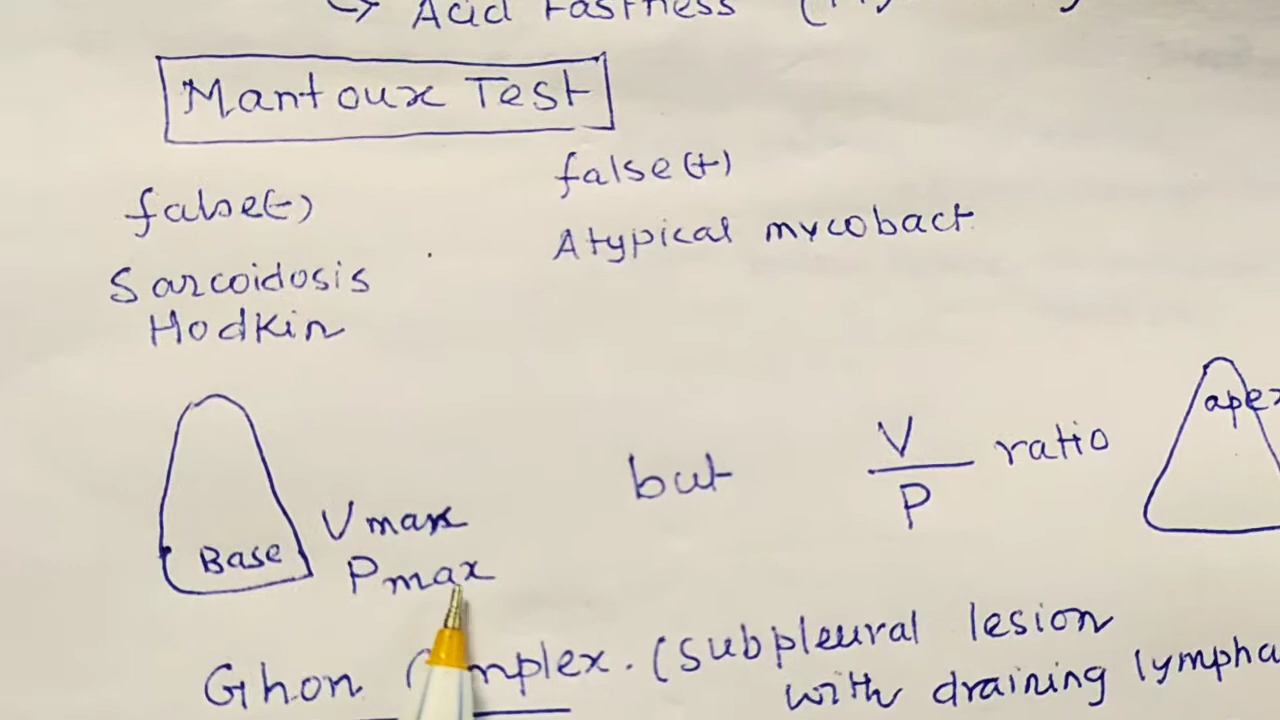 ↳ Acid Fastness (
Mantoux Test
false(-)
false(+)
Sarcoidosis
Hodkin
Atypical mycobact
Base
Vmax
Pmax
but
V/P ratio
apex
Ghon Complex. (Subpleural lesion
with draining lympha